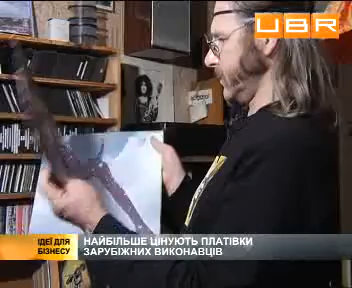 UBR
ІДЕЇ ДЛЯ
БІЗНЕСУ
НАЙБІЛЬШЕ ЦІНУЮТЬ ПЛАТІВКИ
ЗАРУБІЖНИХ ВИКОНАВЦІВ